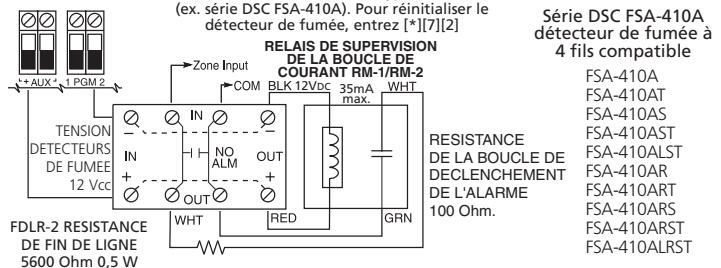 (ex. série DSC FSA-410A). Pour réinitialiser le
détecteur de fumée, entrez [*][7][2]
RELAIS DE SUPERVISION
DE LA BOUCLE DE
COURANT RM-1/RM-2
Zone Input
COM
BLK 12VDC
35mA
max.
WHT
+ AUX -
1 PGM 2
TENSION
DETECTEURS
DE FUMEE
12 Vcc
IN
IN
NO
ALM
OUT
OUT
WHT
RED
GRN
RESISTANCE
DE LA BOUCLE DE
DECLENCHEMENT
DE L'ALARME
100 Ohm.
FDLR-2 RESISTANCE
DE FIN DE LIGNE
5600 Ohm 0,5 W
Série DSC FSA-410A
détecteur de fumée à
4 fils compatible
FSA-410A
FSA-410AT
FSA-410AS
FSA-410AST
FSA-410ALST
FSA-410AR
FSA-410ART
FSA-410ARS
FSA-410ARST
FSA-410ALRST